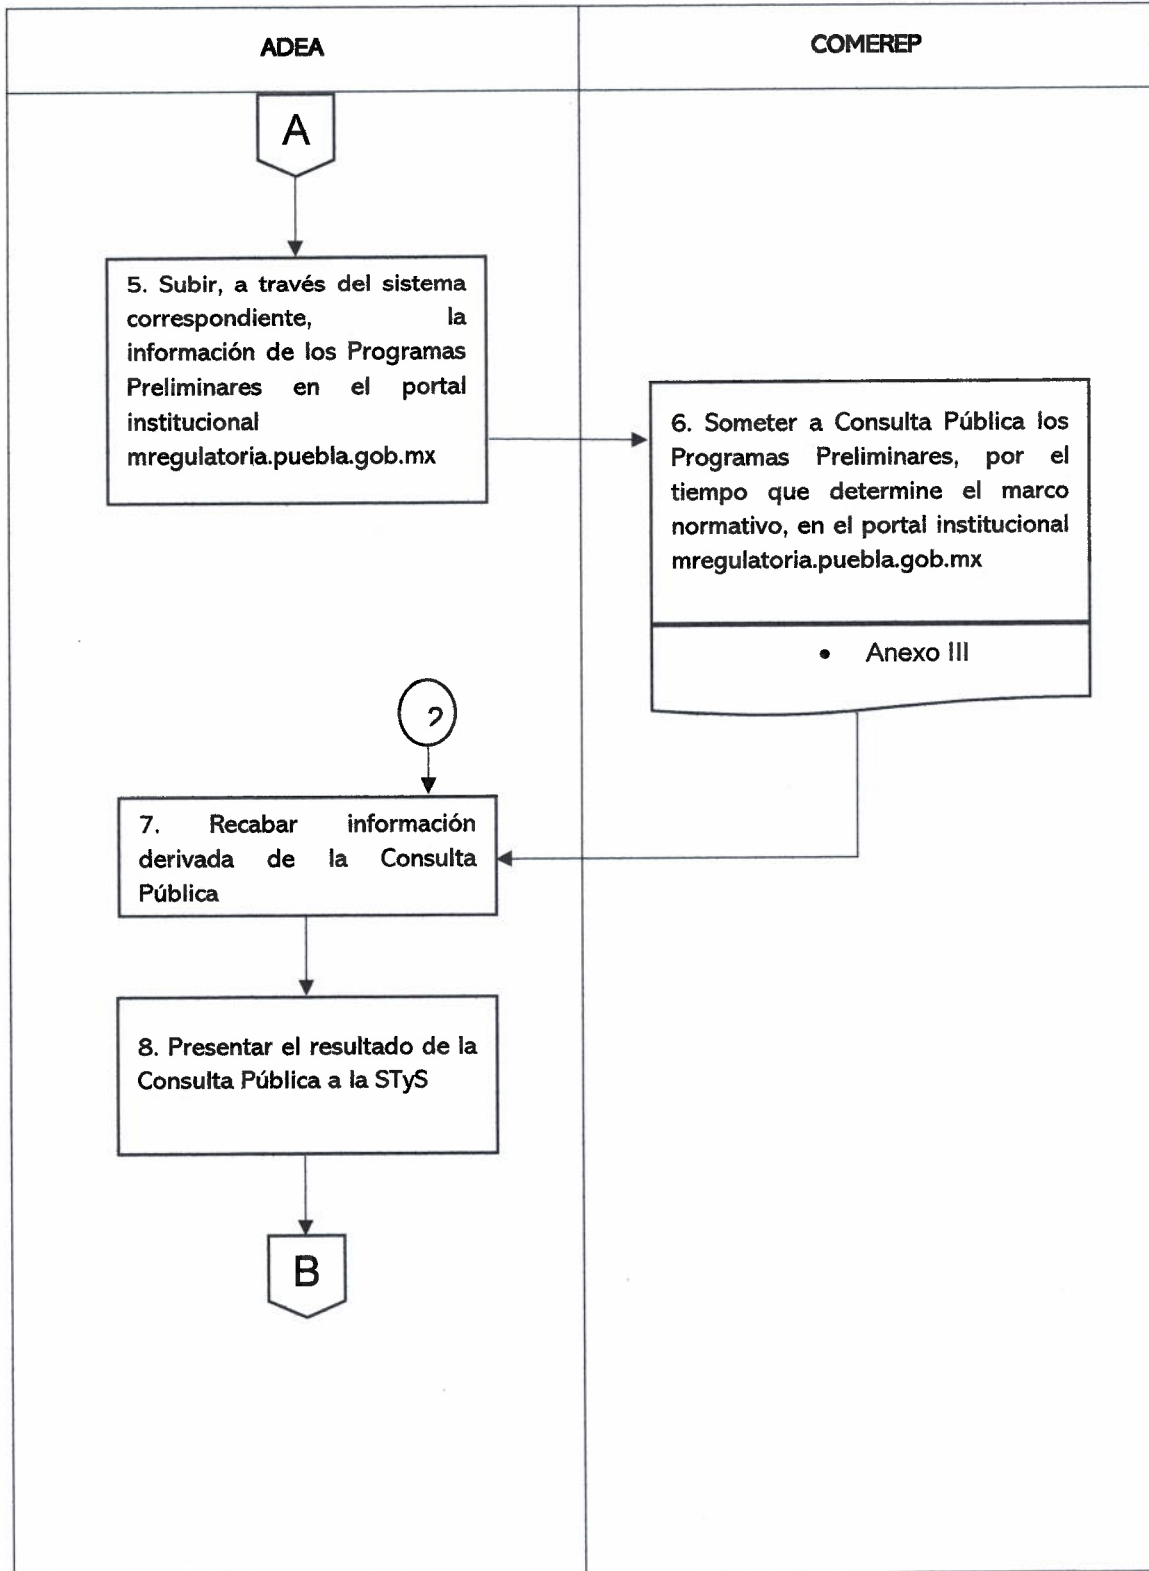 ADEA
COMEREP
A
5. Subir, a través del sistema
correspondiente, la
información de los Programas
Preliminares en el portal
institucional
mregulatoria.puebla.gob.mx
6. Someter a Consulta Pública los
Programas Preliminares, por el
tiempo que determine el marco
normativo, en el portal institucional
mregulatoria.puebla.gob.mx
• Anexo III
2
7. Recabar información
derivada de la Consulta
Pública
8. Presentar el resultado de la
Consulta Pública a la STyS
B